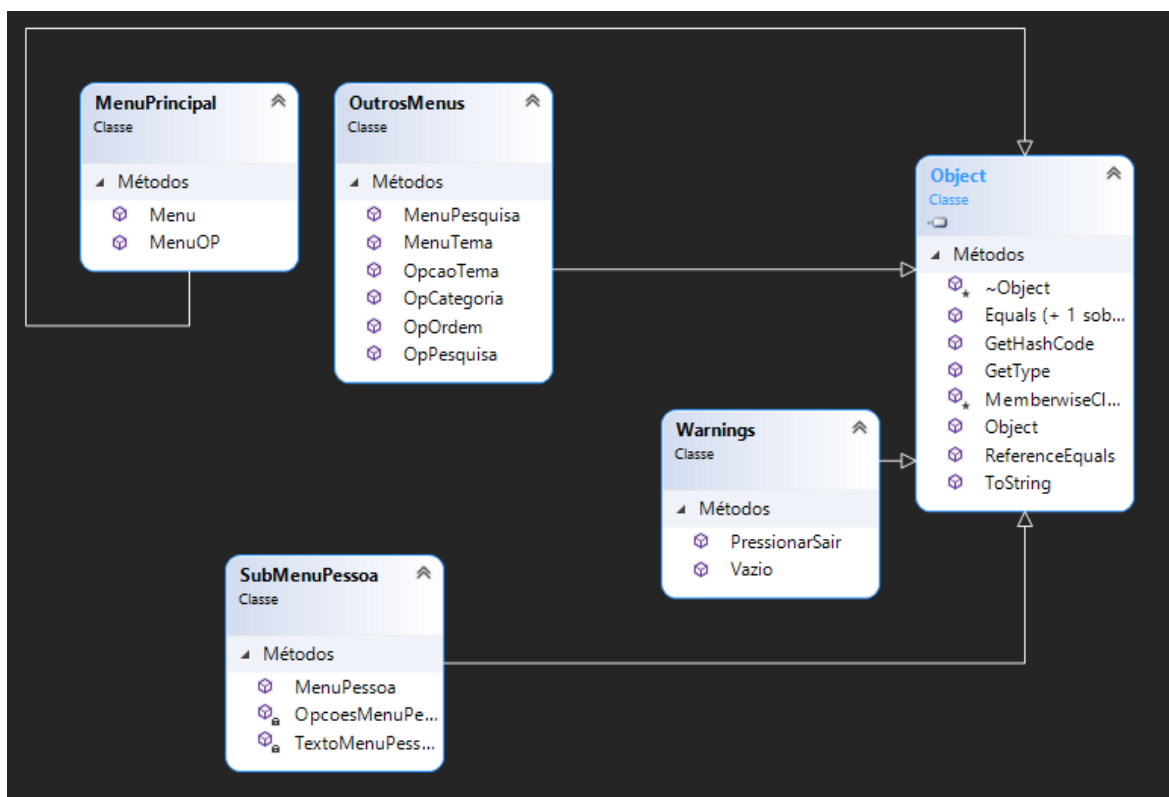 MenuPrincipal
Classe
Métodos
Menu
MenuOP
OutrosMenus
Classe
Métodos
MenuPesquisa
MenuTema
OpcaoTema
OpCategoria
OpOrdem
OpPesquisa
Object
Classe
Métodos
~Object
Equals (+ 1 sob...
GetHashCode
GetType
MemberwiseCl...
Object
ReferenceEquals
ToString
Warnings
Classe
Métodos
PressionarSair
Vazio
SubMenuPessoa
Classe
Métodos
MenuPessoa
OpcoesMenuPe...
TextoMenuPess...